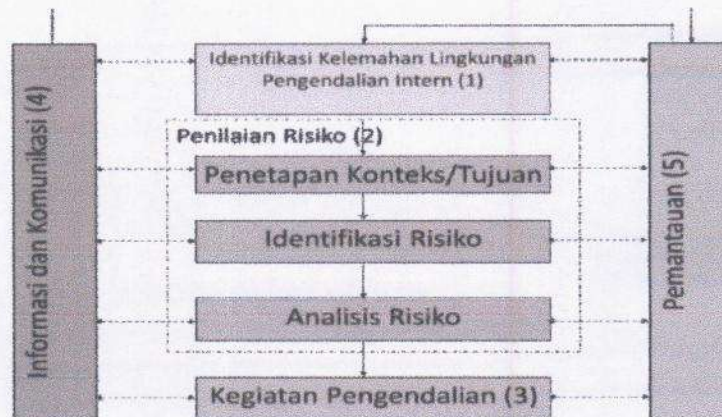 Identifikasi Kelemahan Lingkungan
Pengendalian Intern (1)
Penilaian Risiko (2)
Penetapan Konteks/Tujuan
Identifikasi Risiko
Analisis Risiko
Kegiatan Pengendalian (3)
Informasi dan Komunikasi (4)
Pemantauan (5)